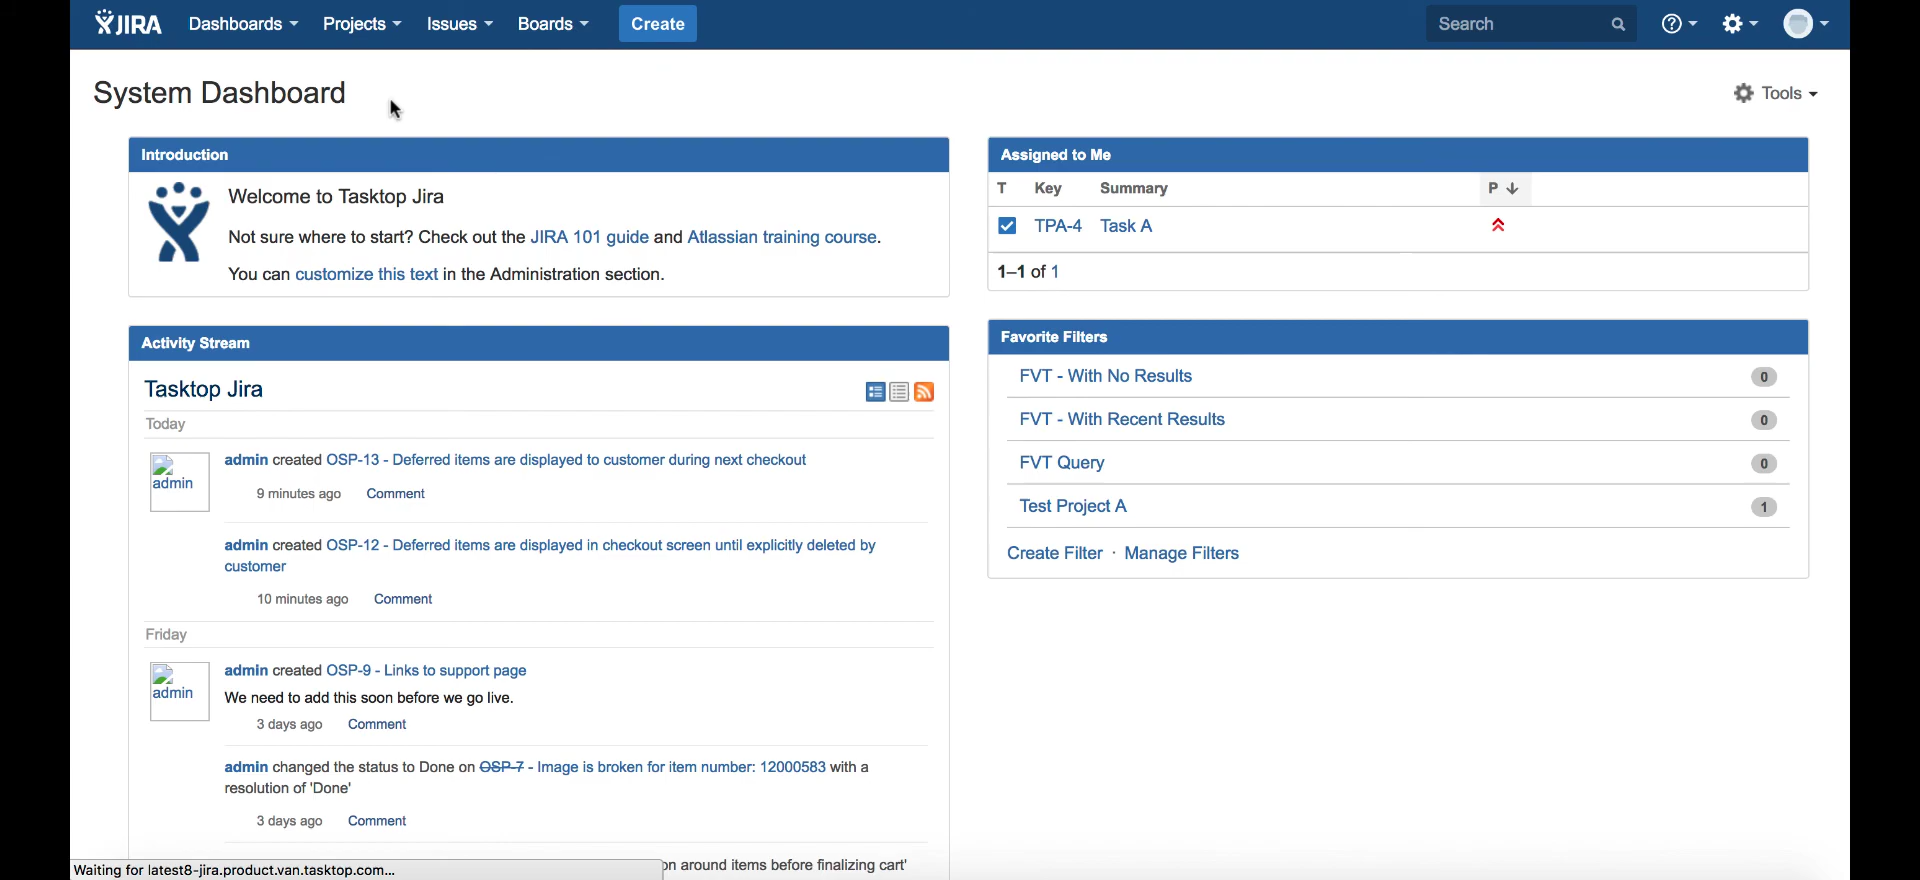 JIRA Dashboards Projects Issues Boards Create Search
System Dashboard
Tools
Introduction
Welcome to Tasktop Jira
Not sure where to start? Check out the JIRA 101 guide and Atlassian training course.
You can customize this text in the Administration section.
Activity Stream
Tasktop Jira
Today
admin
admin created OSP-13 - Deferred items are displayed to customer during next checkout
9 minutes ago Comment
admin created OSP-12 - Deferred items are displayed in checkout screen until explicitly deleted by
customer
10 minutes ago Comment
Friday
admin
admin created OSP-9 - Links to support page
We need to add this soon before we go live.
3 days ago Comment
admin changed the status to Done on OSP-7 - Image is broken for item number: 12000583 with a
resolution of 'Done'
3 days ago Comment
on around items before finalizing cart'
Waiting for latest8-jira.product.van.tasktop.com...
Assigned to Me
T Key Summary P
TPA-4 Task A
1–1 of 1
Favorite Filters
FVT - With No Results 0
FVT - With Recent Results 0
FVT Query 0
Test Project A 1
Create Filter · Manage Filters